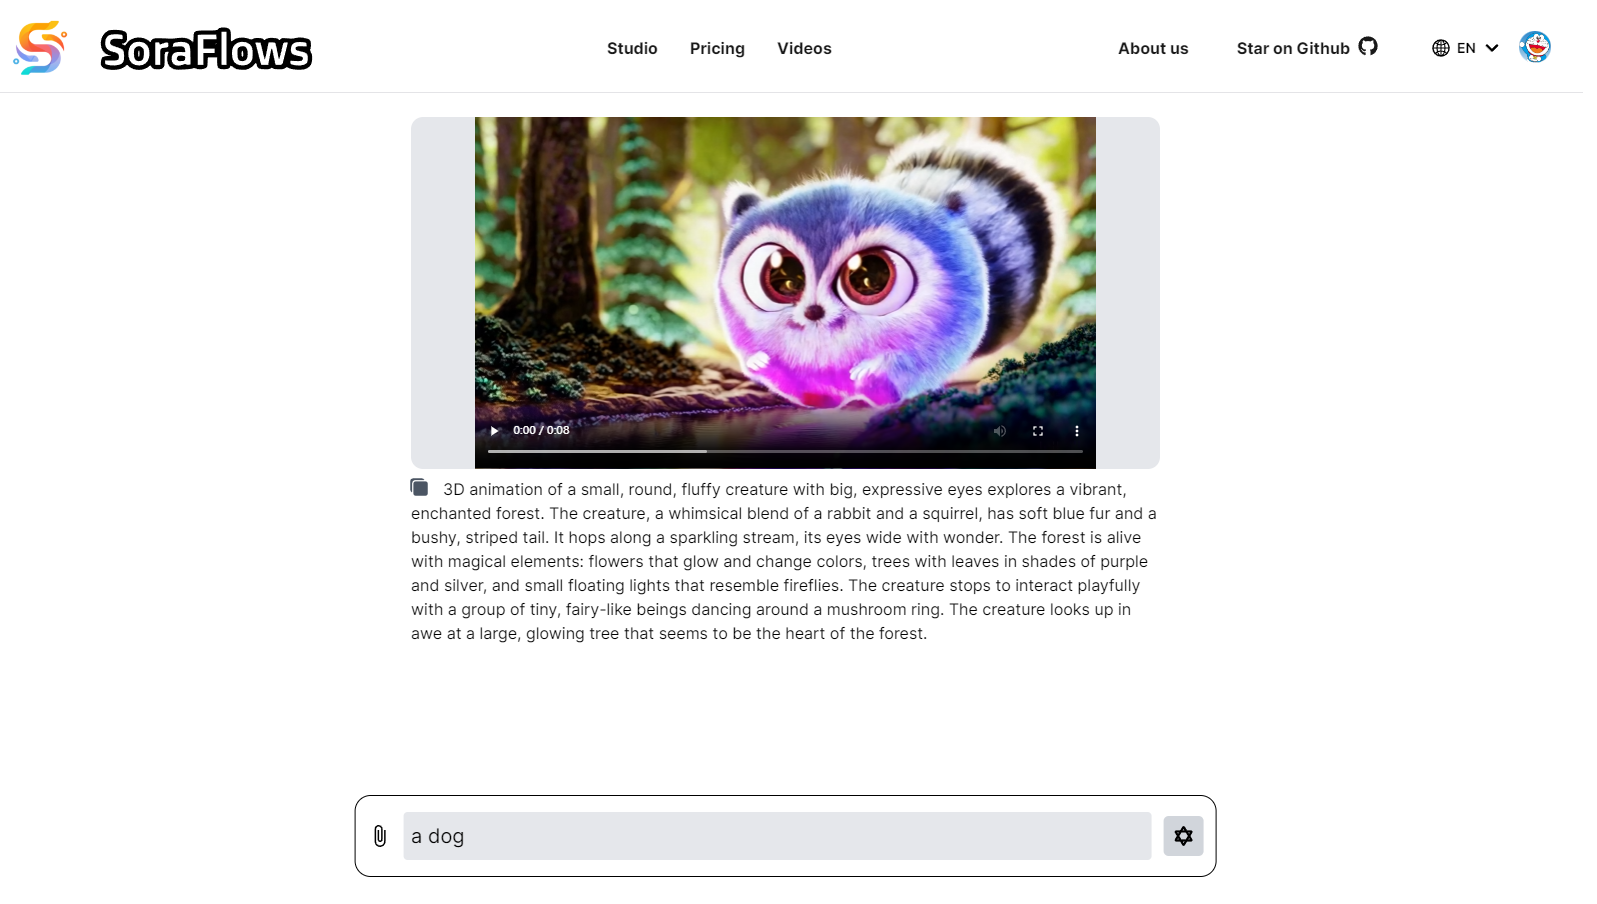 SoraFlows
Studio Pricing Videos
About us Star on Github EN
0:00 / 0:08
3D animation of a small, round, fluffy creature with big, expressive eyes explores a vibrant,
enchanted forest. The creature, a whimsical blend of a rabbit and a squirrel, has soft blue fur and a
bushy, striped tail. It hops along a sparkling stream, its eyes wide with wonder. The forest is alive
with magical elements: flowers that glow and change colors, trees with leaves in shades of purple
and silver, and small floating lights that resemble fireflies. The creature stops to interact playfully
with a group of tiny, fairy-like beings dancing around a mushroom ring. The creature looks up in
awe at a large, glowing tree that seems to be the heart of the forest.
a dog